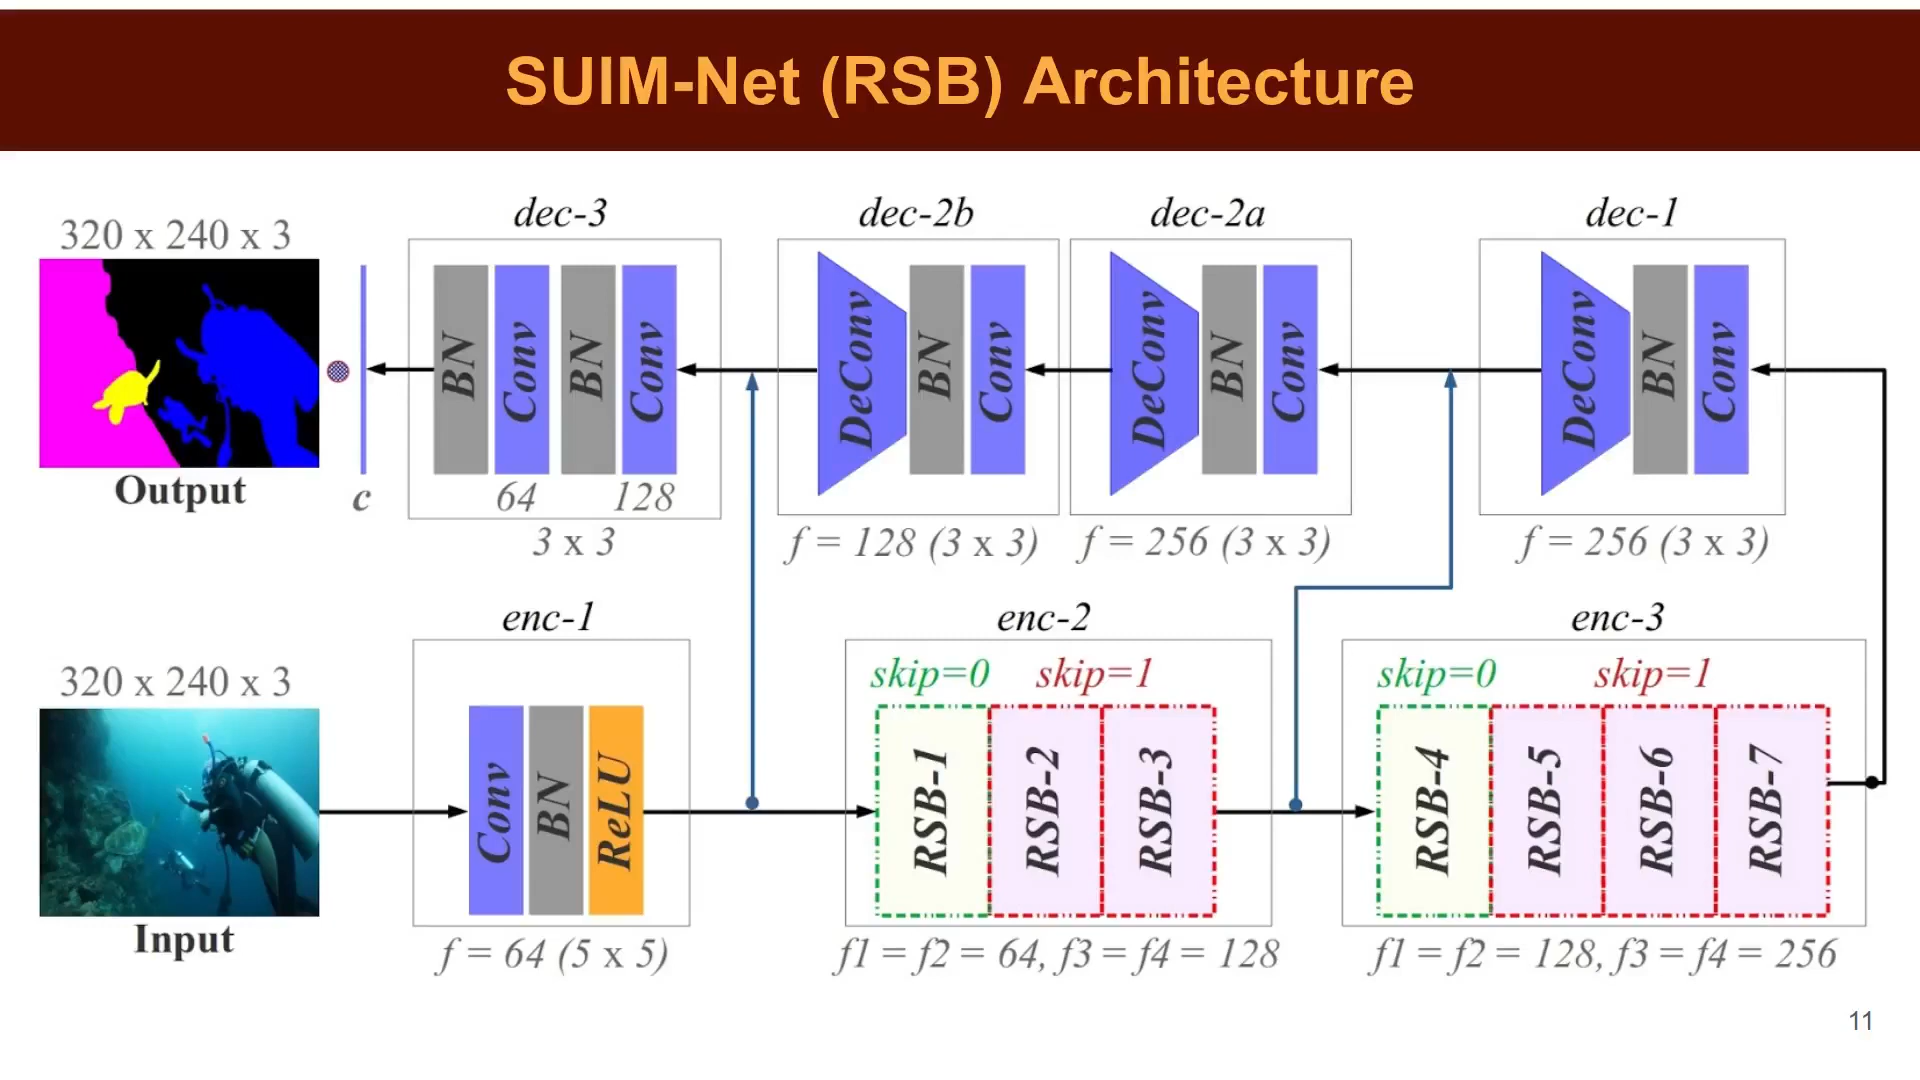 SUIM-Net (RSB) Architecture
320 x 240 x 3
Output
c
dec-3
BN
Conv
BN
Conv
64
128
3 x 3
dec-2b
DeConv
BN
Conv
f = 128 (3 x 3)
dec-2a
DeConv
BN
Conv
f = 256 (3 x 3)
dec-1
DeConv
BN
Conv
f = 256 (3 x 3)
320 x 240 x 3
Input
enc-1
Conv
BN
ReLU
f = 64 (5 x 5)
enc-2
skip=0
skip=1
RSB-1
RSB-2
RSB-3
f1 = f2 = 64, f3 = f4 = 128
enc-3
skip=0
skip=1
RSB-4
RSB-5
RSB-6
RSB-7
f1 = f2 = 128, f3 = f4 = 256
11